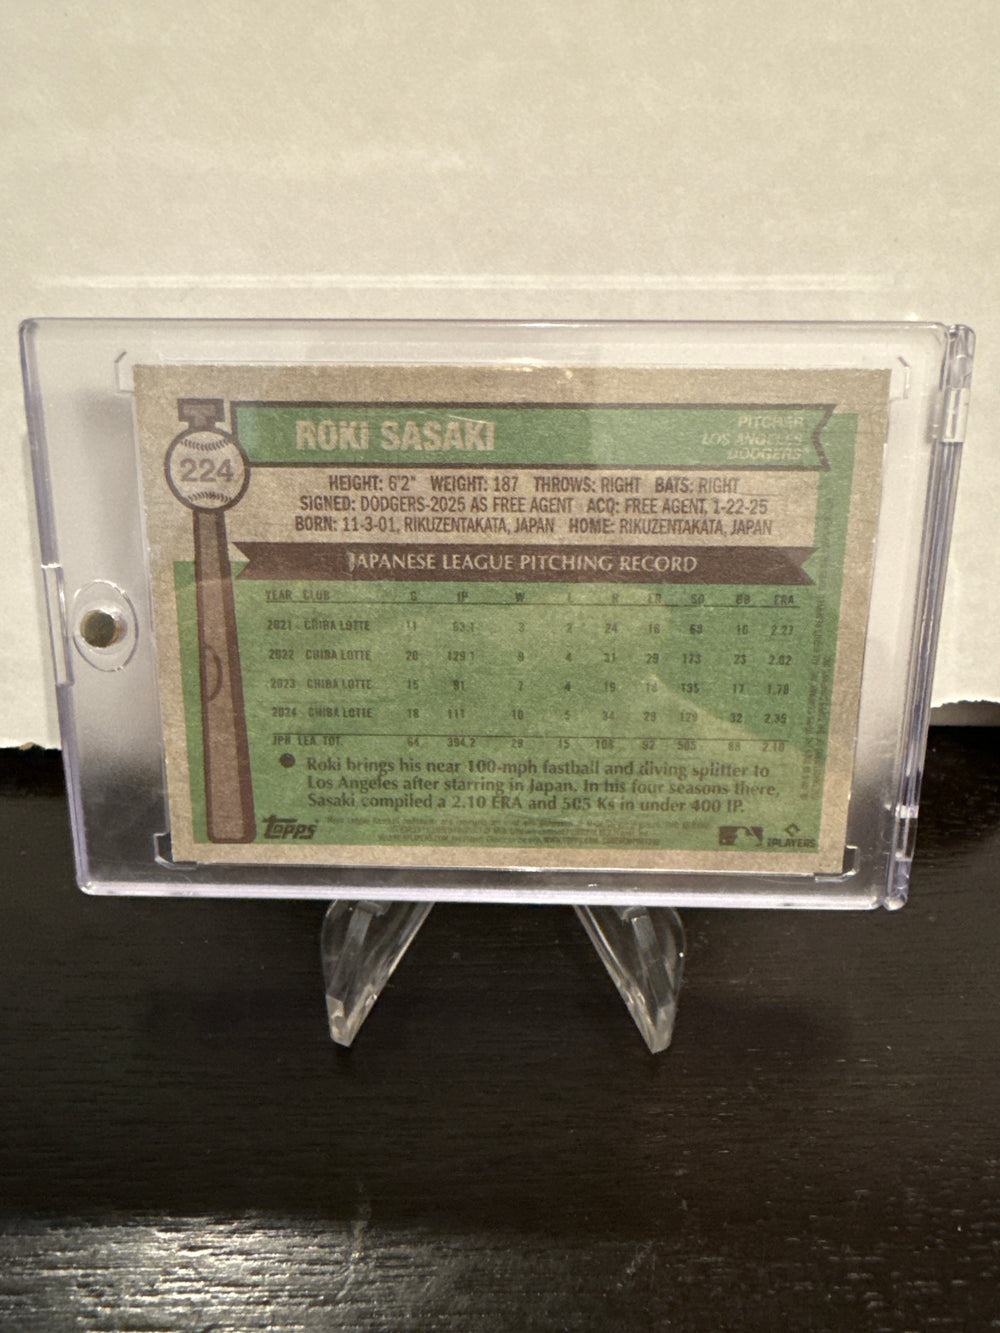 224
ROKI SASAKI
PITCHER
LOS ANGELES
DODGERS
HEIGHT: 6'2" WEIGHT: 187 THROWS: RIGHT BATS: RIGHT
SIGNED: DODGERS-2025 AS FREE AGENT ACQ: FREE AGENT, 1-22-25
BORN: 11-3-01, RIKUZENTAKATA, JAPAN HOME: RIKUZENTAKATA, JAPAN
JAPANESE LEAGUE PITCHING RECORD
YEAR CLUB G IP W L R ER SO BB ERA
2021 CHIBA LOTTE 11 63.1 3 2 24 16 68 16 2.27
2022 CHIBA LOTTE 20 129.1 9 4 31 29 173 23 2.02
2023 CHIBA LOTTE 15 91 7 4 19 18 135 17 1.78
2024 CHIBA LOTTE 18 111 10 5 34 29 129 32 2.35
JPN LEA. TOT. 64 394.2 29 15 108 92 505 88 2.10
Roki brings his near 100-mph fastball and diving splitter to
Los Angeles after starring in Japan. In his four seasons there,
Sasaki compiled a 2.10 ERA and 505 Ks in under 400 IP.
TOPPS
PLAYERS